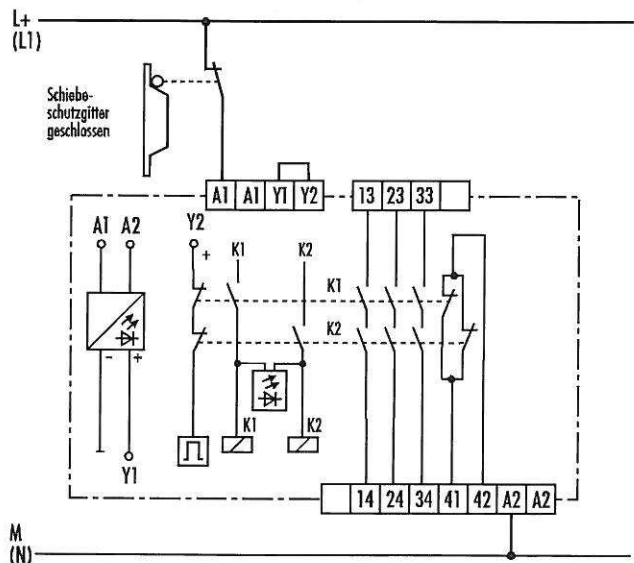 L+
(L1)
Schiebe-
schutzgitter
geschlossen
A1 A1 Y1 Y2 13 23 33
A1 A2 Y2
+
K1 K2 K1
K2
- +
K1 K2
Y1
14 24 34 41 42 A2 A2
M
(N)